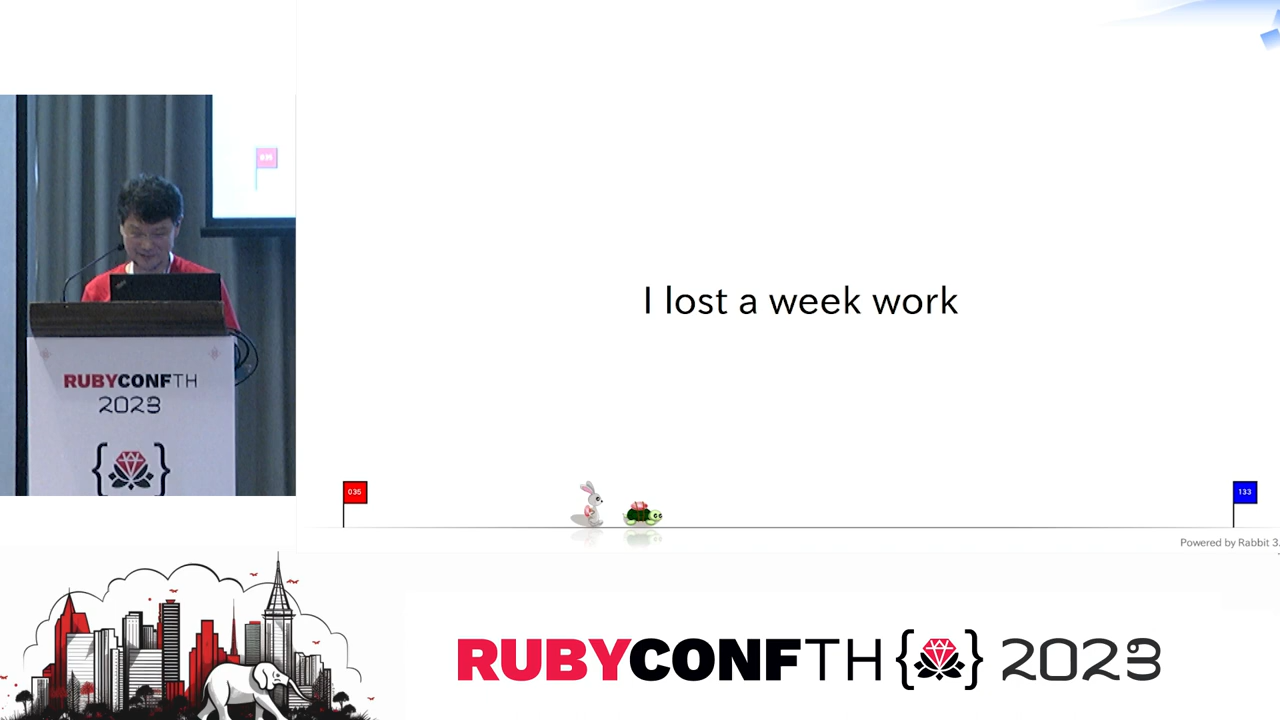 I lost a week work
RUBYCONFTH
2023
035
133
Powered by Rabbit 3.
RUBYCONFTH 2023